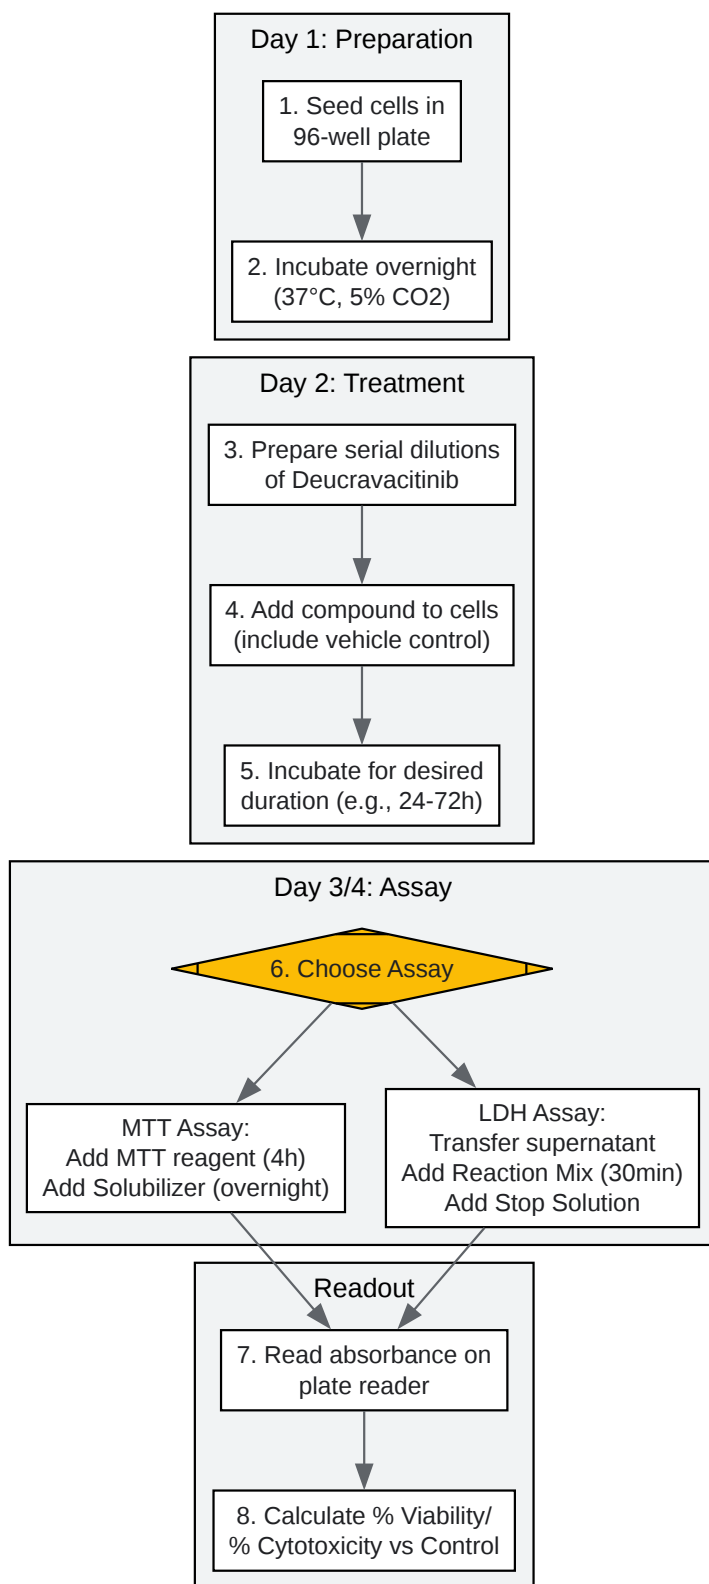 Day 1: Preparation
1. Seed cells in
96-well plate
2. Incubate overnight
(37°C, 5% CO2)
Day 2: Treatment
3. Prepare serial dilutions
of Deucravacitinib
4. Add compound to cells
(include vehicle control)
5. Incubate for desired
duration (e.g., 24-72h)
Day 3/4: Assay
6. Choose Assay
MTT Assay:
Add MTT reagent (4h)
Add Solubilizer (overnight)
LDH Assay:
Transfer supernatant
Add Reaction Mix (30min)
Add Stop Solution
Readout
7. Read absorbance on
plate reader
8. Calculate % Viability/
% Cytotoxicity vs Control